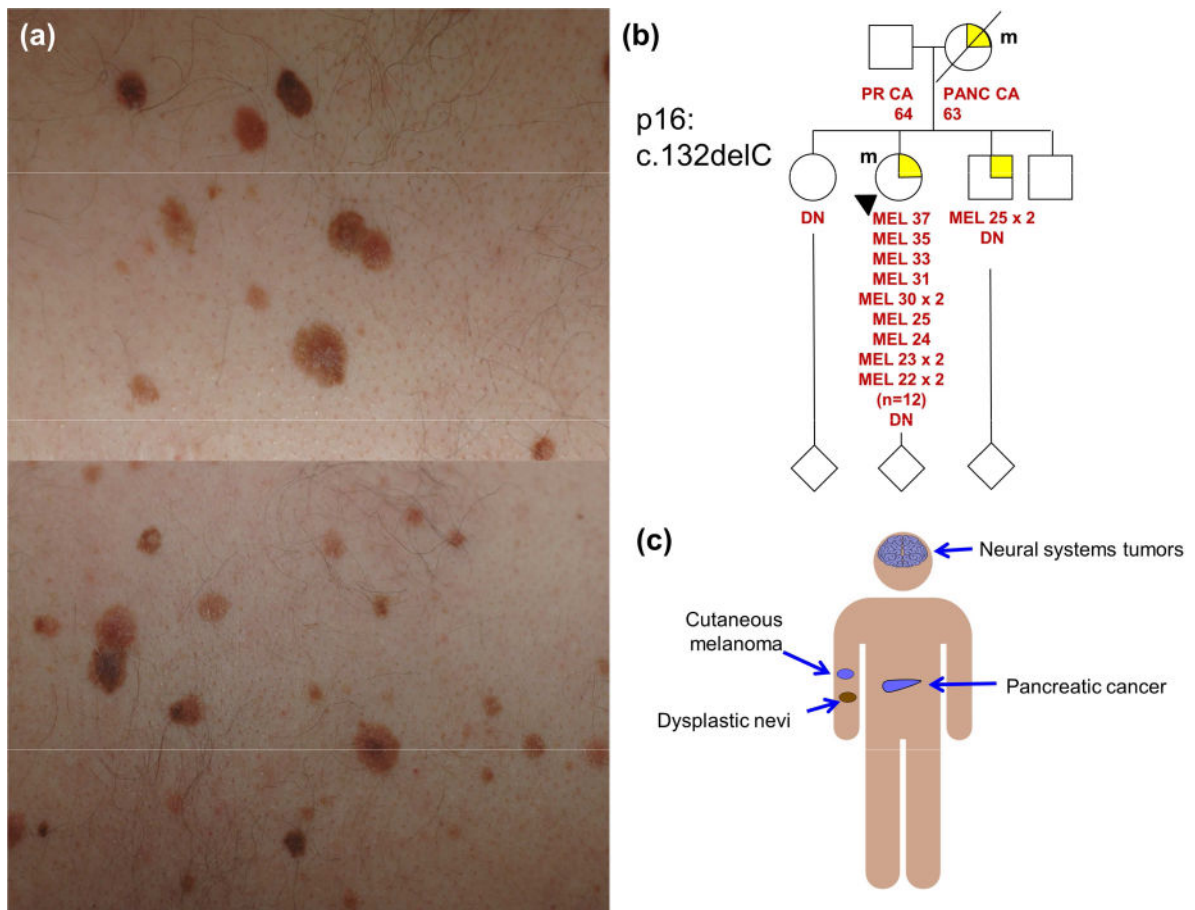 (a)
(b)
m
PR CA
64
PANC CA
63
p16:
c.132delC
m
DN
MEL 37
MEL 35
MEL 33
MEL 31
MEL 30 x 2
MEL 25
MEL 24
MEL 23 x 2
MEL 22 x 2
(n=12)
DN
MEL 25 x 2
DN
(c)
Neural systems tumors
Cutaneous
melanoma
Pancreatic cancer
Dysplastic nevi